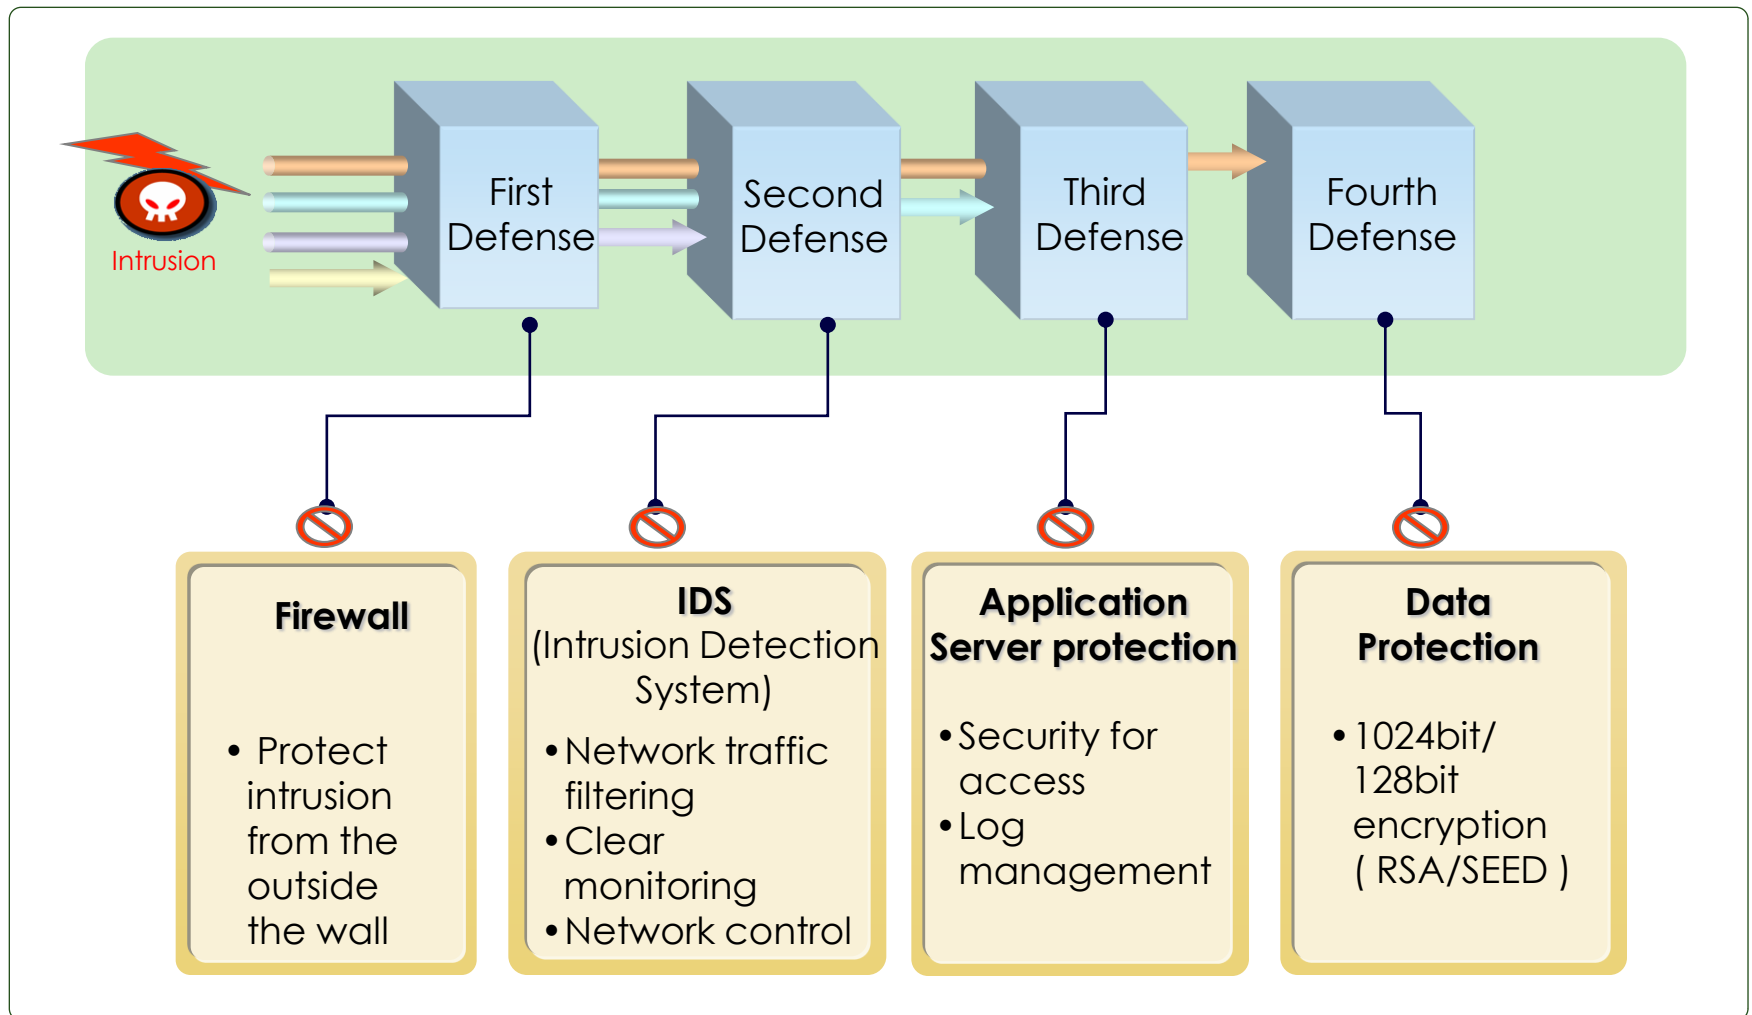 Intrusion
First
Defense
Second
Defense
Third
Defense
Fourth
Defense
Firewall
• Protect
intrusion
from the
outside
the wall
IDS
(Intrusion Detection
System)
•Network traffic
filtering
•Clear
monitoring
•Network control
Application
Server protection
•Security for
access
•Log
management
Data
Protection
•1024bit/
128bit
encryption
( RSA/SEED )